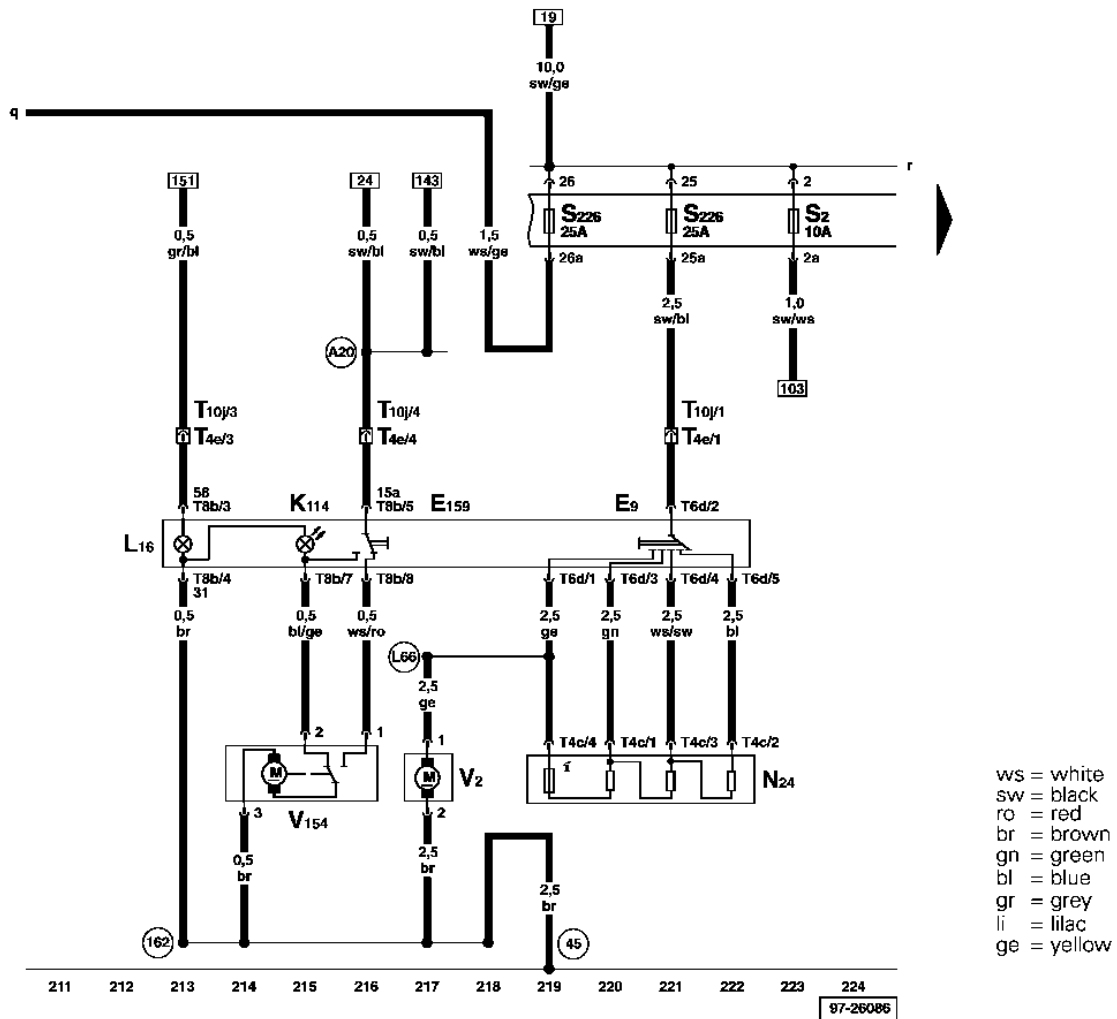 19
10,0
sw/ge
q
r
151
24
143
26
25
2
S226
25A
S226
25A
S2
10A
0,5
gr/bl
0,5
sw/bl
0,5
sw/bl
1,5
ws/ge
26a
25a
2a
2,5
sw/bl
1,0
sw/ws
A20
103
T10j/3
T4e/3
T10j/4
T4e/4
T10j/1
T4e/1
58
T8b/3
K114
15a
T8b/5
E159
E9
T6d/2
L16
T8b/4
31
T8b/7
T8b/8
T6d/1
T6d/3
T6d/4
T6d/5
0,5
br
0,5
bl/ge
0,5
ws/ro
2,5
ge
2,5
gn
2,5
ws/sw
2,5
bl
L66
2,5
ge
2
1
1
T4c/4
T4c/1
T4c/3
T4c/2
M
M
V2
N24
3
V154
2
0,5
br
2,5
br
2,5
br
162
45
211 212 213 214 215 216 217 218 219 220 221 222 223 224
97-26086
ws = white
sw = black
ro = red
br = brown
gn = green
bl = blue
gr = grey
li = lilac
ge = yellow